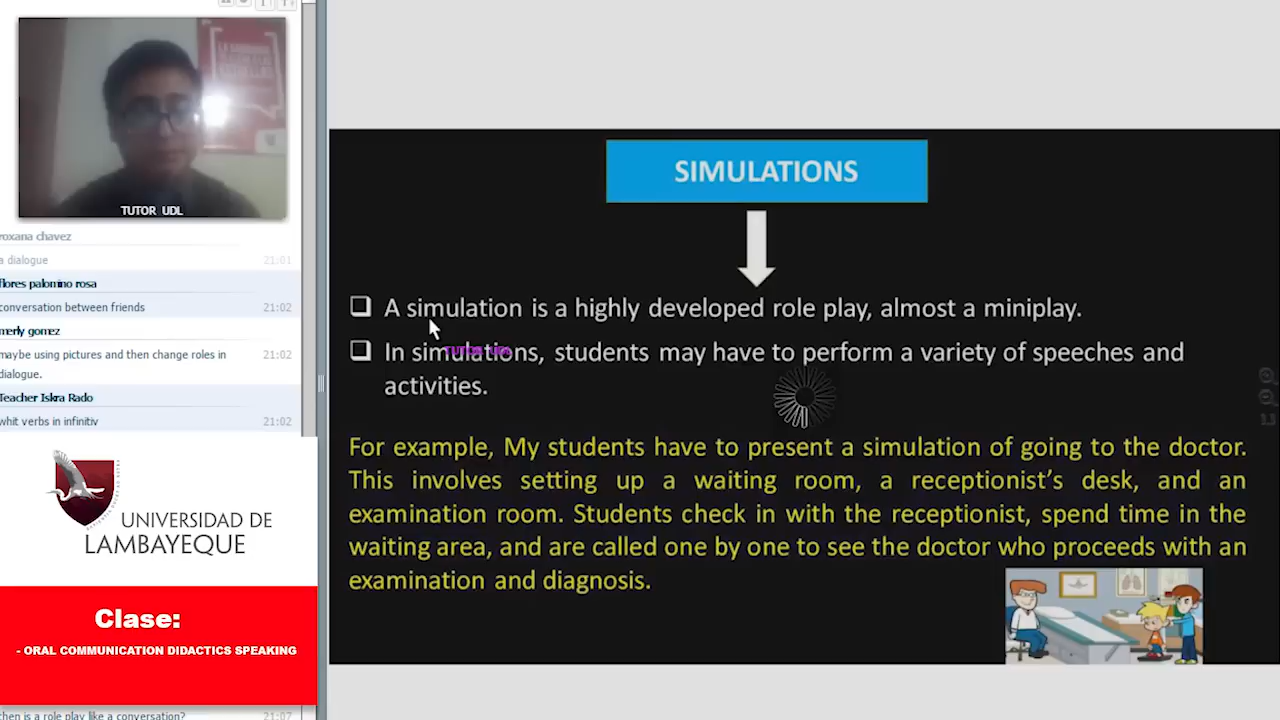 TUTOR UDL
roxana chavez
a dialogue 21:01
flores palomino rosa
conversation between friends 21:02
merly gomez
maybe using pictures and then change roles in 21:02
dialogue.
Teacher Iskra Rado
whit verbs in infinitiv 21:02
UNIVERSIDAD DE
LAMBAYEQUE
Clase:
- ORAL COMMUNICATION DIDACTICS SPEAKING
then is a role play like a conversation? 21:07
SIMULATIONS
❑ A simulation is a highly developed role play, almost a miniplay.
❑ In simulations, students may have to perform a variety of speeches and
TUTOR UDL
activities.
For example, My students have to present a simulation of going to the doctor.
This involves setting up a waiting room, a receptionist’s desk, and an
examination room. Students check in with the receptionist, spend time in the
waiting area, and are called one by one to see the doctor who proceeds with an
examination and diagnosis.